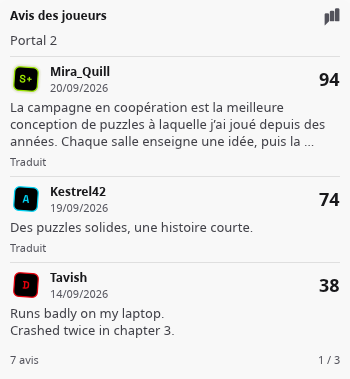 Avis des joueurs
Portal 2
S+
Mira_Quill
20/09/2026
94
La campagne en coopération est la meilleure
conception de puzzles à laquelle j'ai joué depuis des
années. Chaque salle enseigne une idée, puis la ...
Traduit
A
Kestrel42
19/09/2026
74
Des puzzles solides, une histoire courte.
Traduit
D
Tavish
14/09/2026
38
Runs badly on my laptop.
Crashed twice in chapter 3.
7 avis
1 / 3